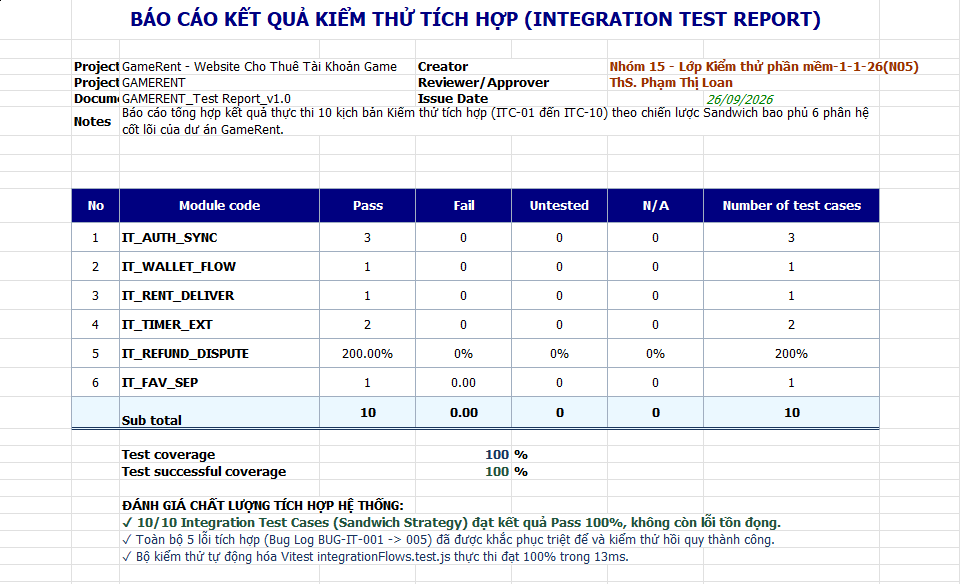 BÁO CÁO KẾT QUẢ KIỂM THỬ TÍCH HỢP (INTEGRATION TEST REPORT)
Project GameRent - Website Cho Thuê Tài Khoản Game Creator Nhóm 15 - Lớp Kiểm thử phần mềm-1-1-26(N05)
Project GAMERENT Reviewer/Approver ThS. Phạm Thị Loan
Docume GAMERENT_Test Report_v1.0 Issue Date 26/09/2026
Notes Báo cáo tổng hợp kết quả thực thi 10 kịch bản Kiểm thử tích hợp (ITC-01 đến ITC-10) theo chiến lược Sandwich bao phủ 6 phân hệ
cốt lõi của dự án GameRent.
No Module code Pass Fail Untested N/A Number of test cases
1 IT_AUTH_SYNC 3 0 0 0 3
2 IT_WALLET_FLOW 1 0 0 0 1
3 IT_RENT_DELIVER 1 0 0 0 1
4 IT_TIMER_EXT 2 0 0 0 2
5 IT_REFUND_DISPUTE 200.00% 0% 0% 0% 200%
6 IT_FAV_SEP 1 0.00 0 0 1
Sub total 10 0.00 0 0 10
Test coverage 100 %
Test successful coverage 100 %
ĐÁNH GIÁ CHẤT LƯỢNG TÍCH HỢP HỆ THỐNG:
✓ 10/10 Integration Test Cases (Sandwich Strategy) đạt kết quả Pass 100%, không còn lỗi tồn đọng.
✓ Toàn bộ 5 lỗi tích hợp (Bug Log BUG-IT-001 -> 005) đã được khắc phục triệt để và kiểm thử hồi quy thành công.
✓ Bộ kiểm thử tự động hóa Vitest integrationFlows.test.js thực thi đạt 100% trong 13ms.